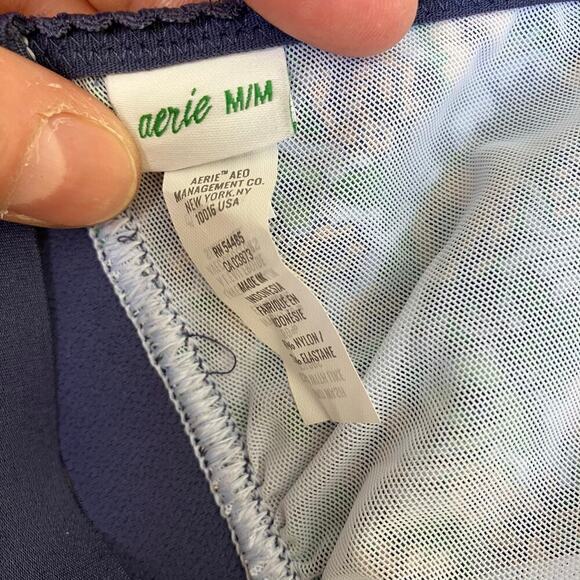 aerie M/M
AERIE™ AEO
MANAGEMENT CO.
NEW YORK, NY
10016 USA
RN 54485
CA 03873
MADE IN
INDONESIA
FABRIQUÉ EN
INDONÉSIE
NYLON /
ELASTANE